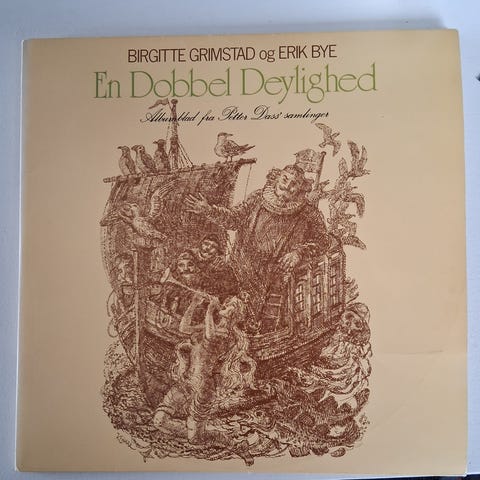 BIRGITTE GRIMSTAD og ERIK BYE
En Dobbel Deylighed
Albumblad fra Petter Dass' samlinger